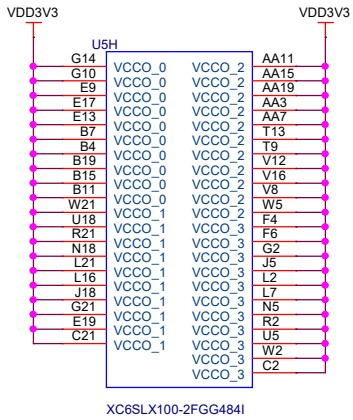 VDD3V3 VDD3V3
U5H
G14 VCCO_0 VCCO_2 AA11
G10 VCCO_0 VCCO_2 AA15
E9 VCCO_0 VCCO_2 AA19
E17 VCCO_0 VCCO_2 AA3
E13 VCCO_0 VCCO_2 AA7
B7 VCCO_0 VCCO_2 T13
B4 VCCO_0 VCCO_2 T9
B19 VCCO_0 VCCO_2 V12
B15 VCCO_0 VCCO_2 V16
B11 VCCO_0 VCCO_2 V8
W21 VCCO_1 VCCO_2 W5
U18 VCCO_1 VCCO_3 F4
R21 VCCO_1 VCCO_3 F6
N18 VCCO_1 VCCO_3 G2
L21 VCCO_1 VCCO_3 J5
L16 VCCO_1 VCCO_3 L2
J18 VCCO_1 VCCO_3 L7
G21 VCCO_1 VCCO_3 N5
E19 VCCO_1 VCCO_3 R2
C21 VCCO_1 VCCO_3 U5
VCCO_3 W2
VCCO_3 C2
XC6SLX100-2FGG484I